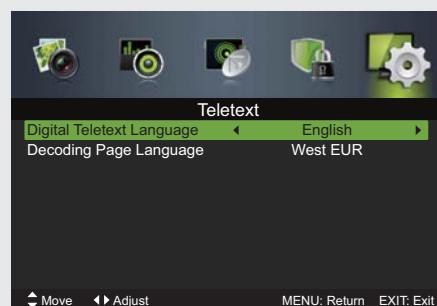 Teletext
Digital Teletext Language English
Decoding Page Language West EUR
Move Adjust MENU: Return EXIT: Exit